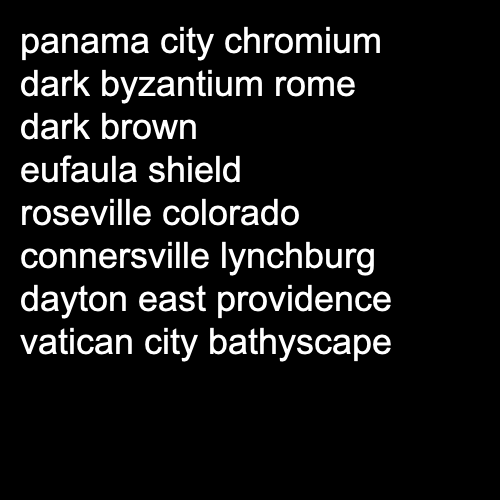 panama city chromium
dark byzantium rome
dark brown
eufaula shield
roseville colorado
connersville lynchburg
dayton east providence
vatican city bathyscape